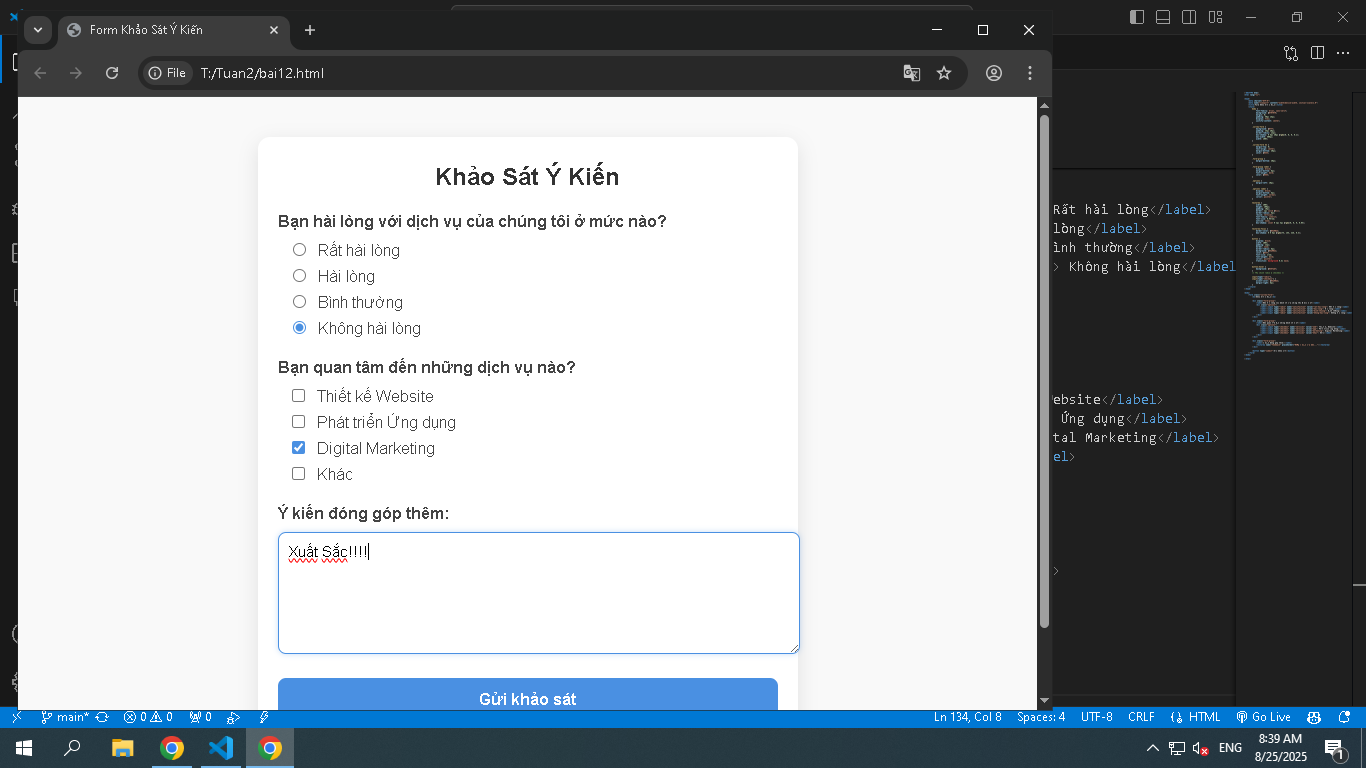 Form Khảo Sát Ý Kiến
File T:/Tuan2/bai12.html
Khảo Sát Ý Kiến
Bạn hài lòng với dịch vụ của chúng tôi ở mức nào?
Rất hài lòng
Hài lòng
Bình thường
Không hài lòng
Bạn quan tâm đến những dịch vụ nào?
Thiết kế Website
Phát triển Ứng dụng
Digital Marketing
Khác
Ý kiến đóng góp thêm:
Xuất Sắc!!!!
Gửi khảo sát
Rất hài lòng</label>
lòng</label>
ình thường</label>
> Không hài lòng</label
ebsite</label>
Ứng dụng</label>
tal Marketing</label>
el>
>
main* 0 0 0 Ln 134, Col 8 Spaces: 4 UTF-8 CRLF HTML Go Live
ENG 8:39 AM
8/25/2025 1